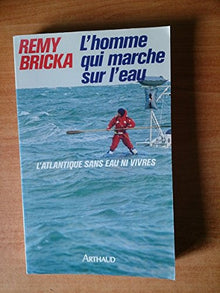 REMY
BRICKA
L'homme
qui marche
sur l'eau
L'ATLANTIQUE SANS EAU NI VIVRES
ARTHAUD